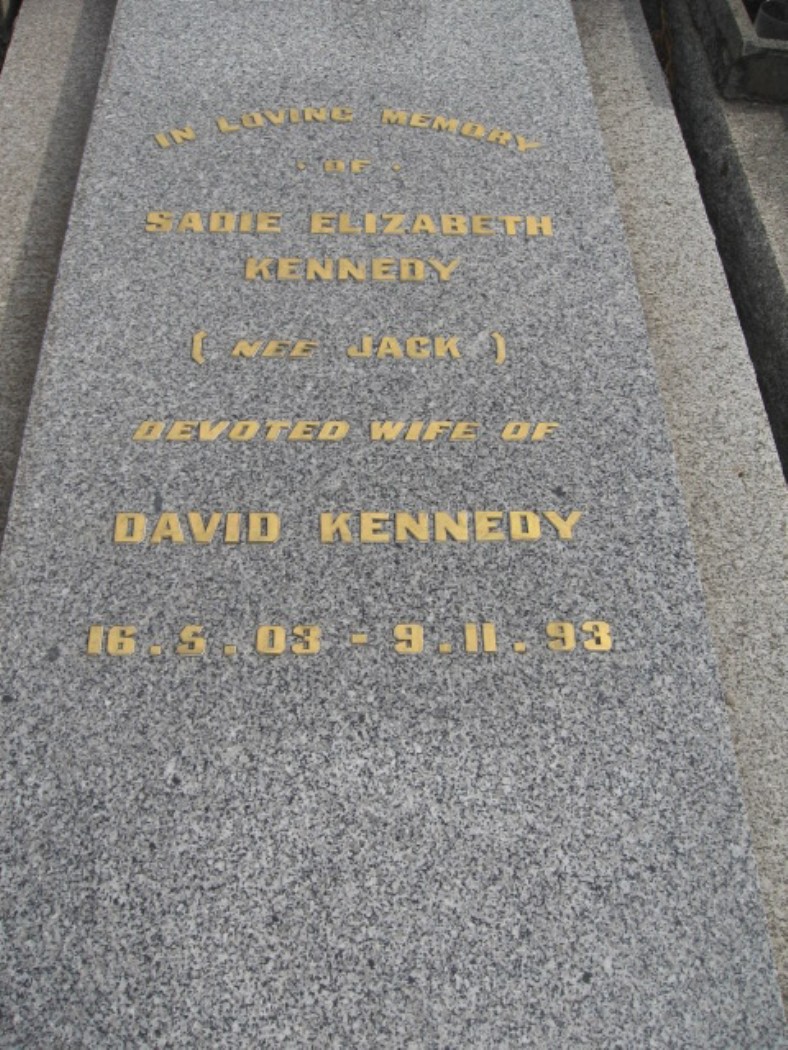 IN LOVING MEMORY
· OF ·
SADIE ELIZABETH
KENNEDY
( NEE JACK )
DEVOTED WIFE OF
DAVID KENNEDY
16.5.03 - 9.11.93